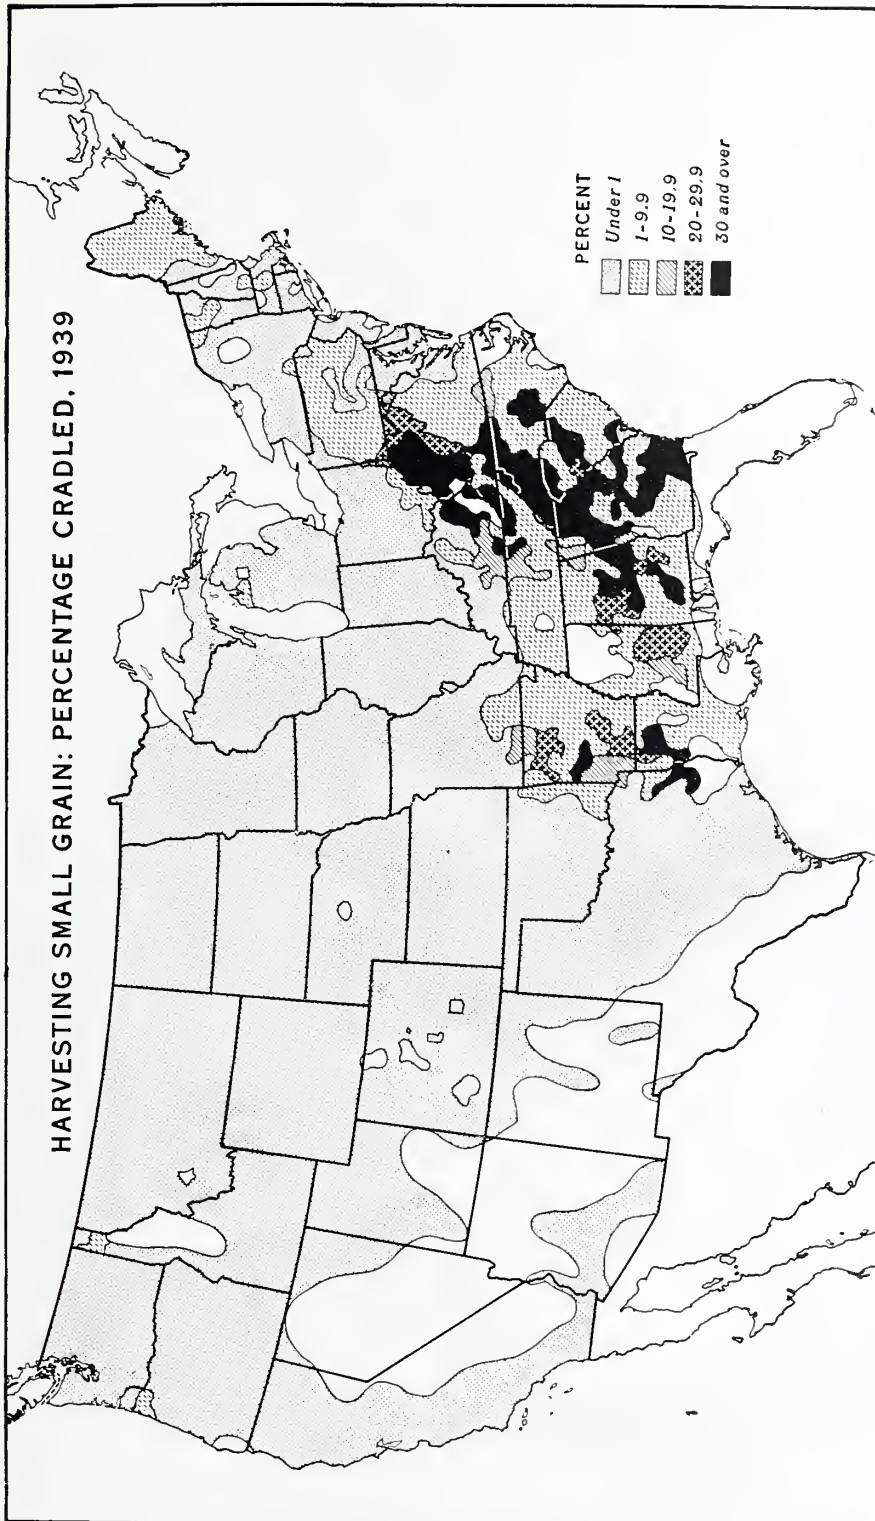 HARVESTING SMALL GRAIN: PERCENTAGE CRADLED, 1939
PERCENT
Under 1
1-9.9
10-19.9
20-29.9
30 and over